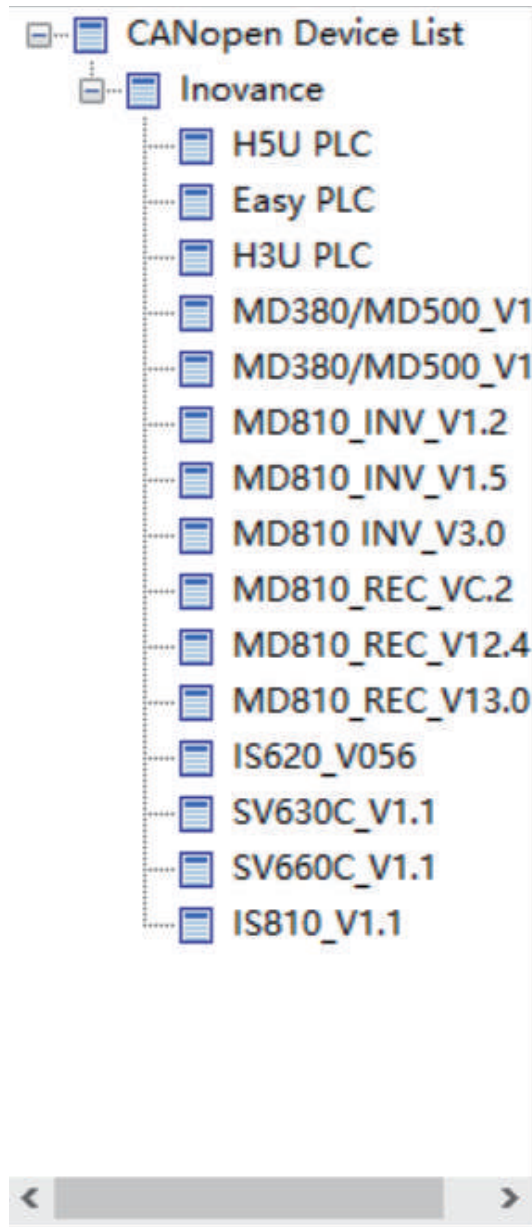 CANopen Device List
Inovance
H5U PLC
Easy PLC
H3U PLC
MD380/MD500_V1
MD380/MD500_V1
MD810_INV_V1.2
MD810_INV_V1.5
MD810 INV_V3.0
MD810_REC_VC.2
MD810_REC_V12.4
MD810_REC_V13.0
IS620_V056
SV630C_V1.1
SV660C_V1.1
IS810_V1.1